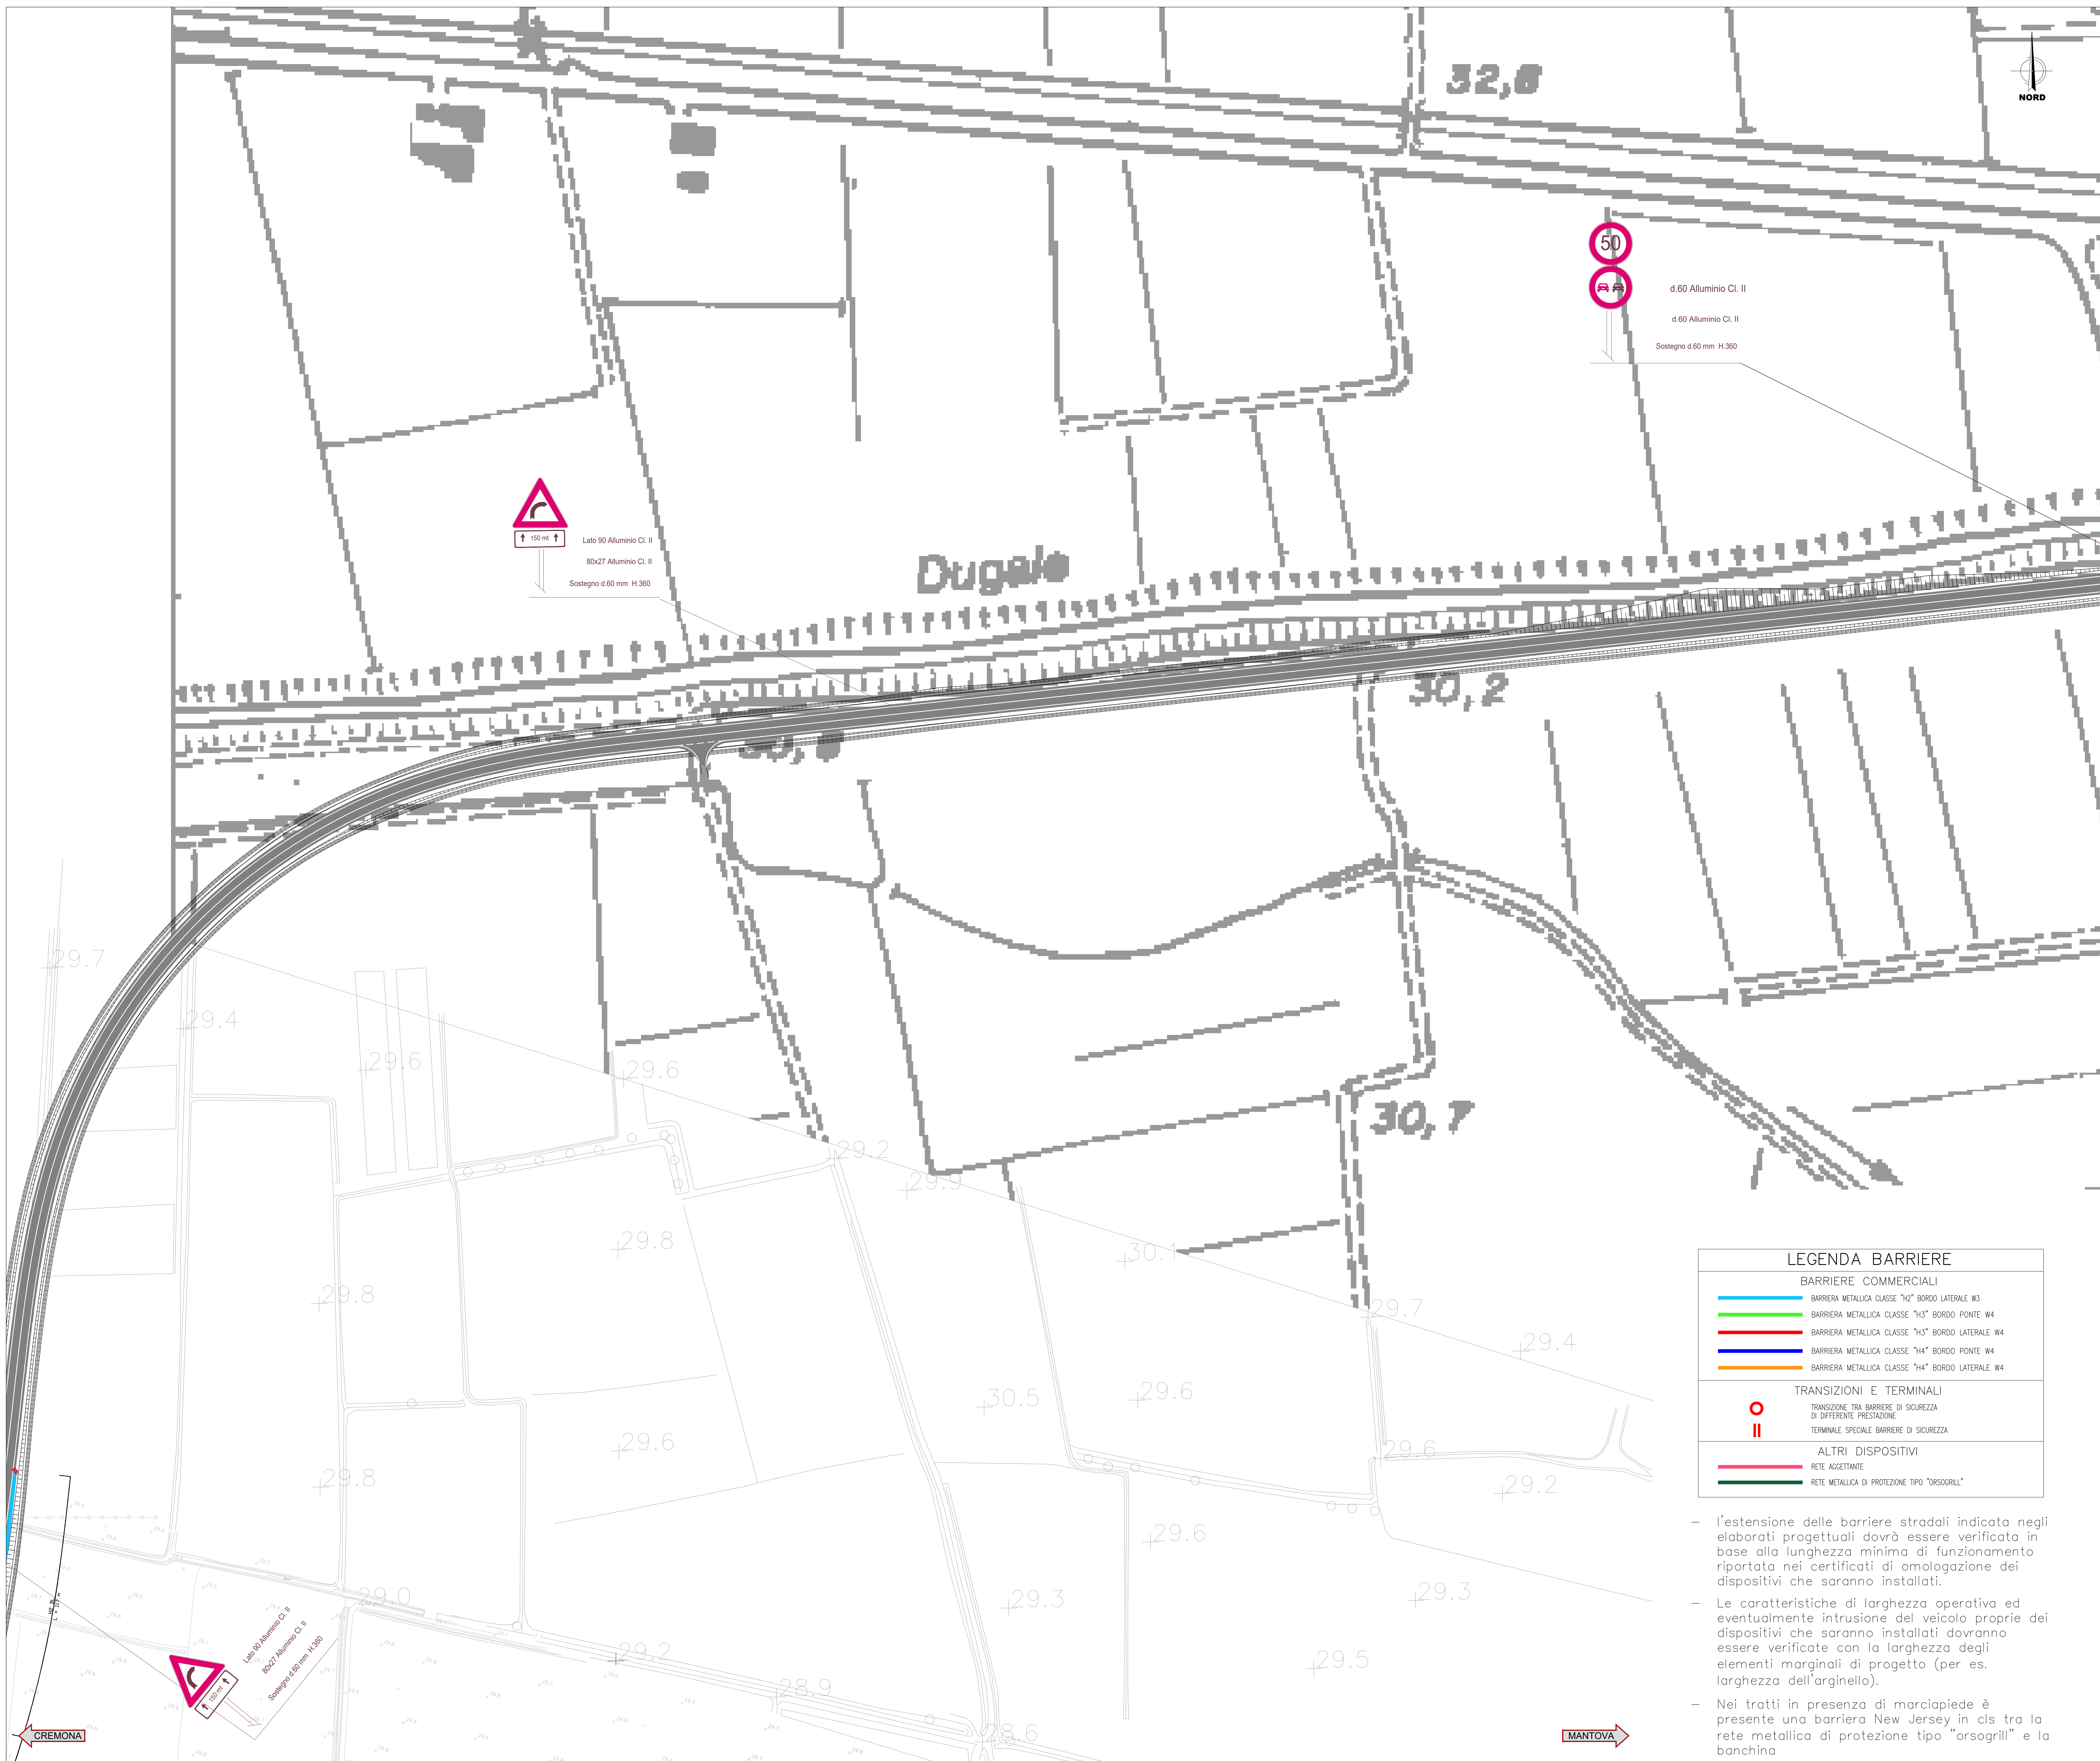 32,8
NORD
50
d.60 Alluminio Cl. II
d.60 Alluminio Cl. II
Sostegno d.60 mm H.360
150 mt
Lato 90 Alluminio Cl. II
80x27 Alluminio Cl. II
Sostegno d.60 mm H.360
Dugale
30,2
29.7
29.4
29.6
29.6
30,7
29.2
29.9
29.8
30.1
29.8
29.7
29.4
29.6
30.5
29.6
29.6
29.8
29.2
29.6
29.0
29.3
29.3
29.2
29.5
28.9
28.6
Lato 90 Alluminio Cl. II
80x27 Alluminio Cl. II
Sostegno d.60 mm H.360
150 mt
CREMONA
MANTOVA
LEGENDA BARRIERE
BARRIERE COMMERCIALI
BARRIERA METALLICA CLASSE "H2" BORDO LATERALE W3
BARRIERA METALLICA CLASSE "H3" BORDO PONTE W4
BARRIERA METALLICA CLASSE "H3" BORDO LATERALE W4
BARRIERA METALLICA CLASSE "H4" BORDO PONTE W4
BARRIERA METALLICA CLASSE "H4" BORDO LATERALE W4
TRANSIZIONI E TERMINALI
TRANSIZIONE TRA BARRIERE DI SICUREZZA
DI DIFFERENTE PRESTAZIONE
TERMINALE SPECIALE BARRIERE DI SICUREZZA
ALTRI DISPOSITIVI
RETE AGGETTANTE
RETE METALLICA DI PROTEZIONE TIPO "ORSOGRILL"
– l'estensione delle barriere stradali indicata negli
elaborati progettuali dovrà essere verificata in
base alla lunghezza minima di funzionamento
riportata nei certificati di omologazione dei
dispositivi che saranno installati.
– Le caratteristiche di larghezza operativa ed
eventualmente intrusione del veicolo proprie dei
dispositivi che saranno installati dovranno
essere verificate con la larghezza degli
elementi marginali di progetto (per es.
larghezza dell'arginello).
– Nei tratti in presenza di marciapiede è
presente una barriera New Jersey in cls tra la
rete metallica di protezione tipo "orsogrill" e la
banchina